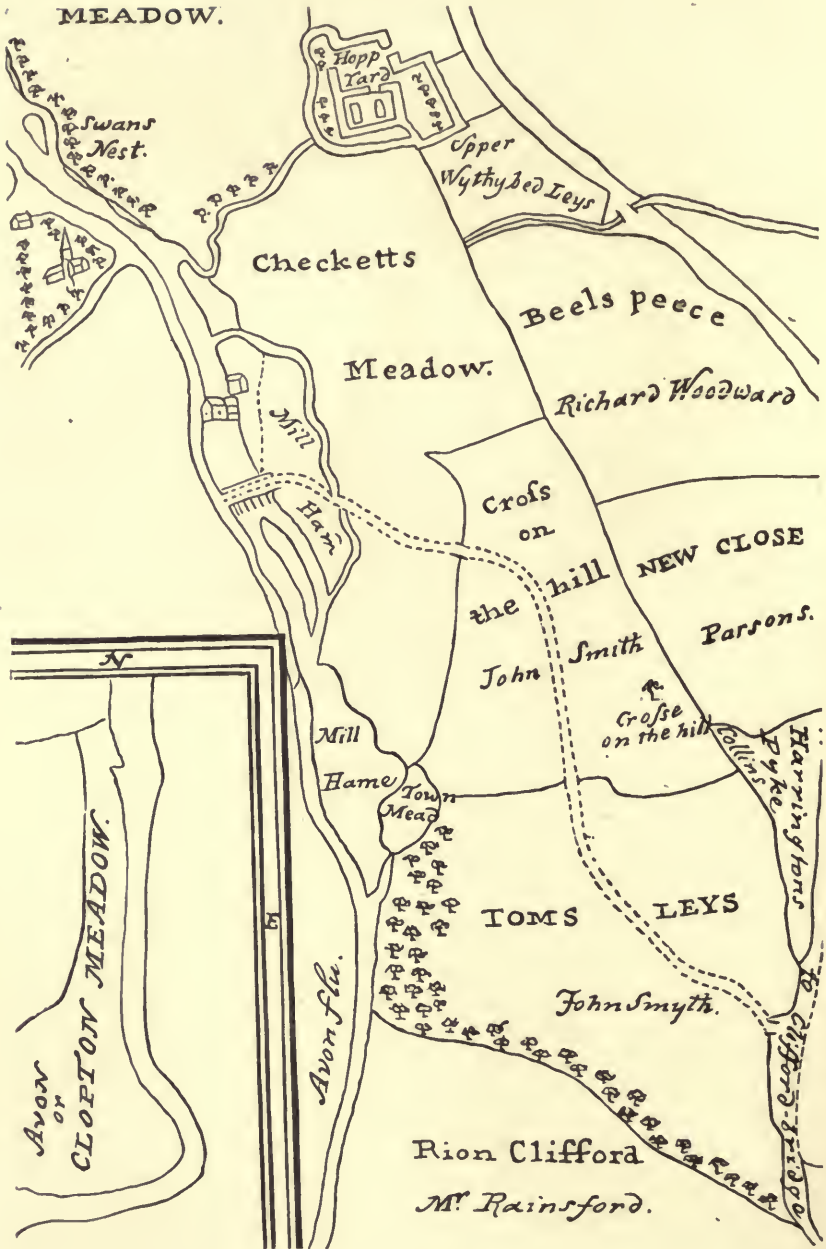 MEADOW.
Hopp
Yard
Swans
Nest.
Upper
Wythybed Leys
Checketts
Meadow.
Beels peece
Richard Woodward
Mill
Ham
Croſs
on
the hill
John Smith
NEW CLOSE
Parsons.
Croſse
on the hill
Collins
Harringtons
Pyke
N
Mill
Hame
Town
Mead
TOMS LEYS
John Smyth.
E
AVON
or
CLOPTON MEADOW.
Avon flu.
to Clifford-bridge
Rion Clifford
Mr. Rainsford.